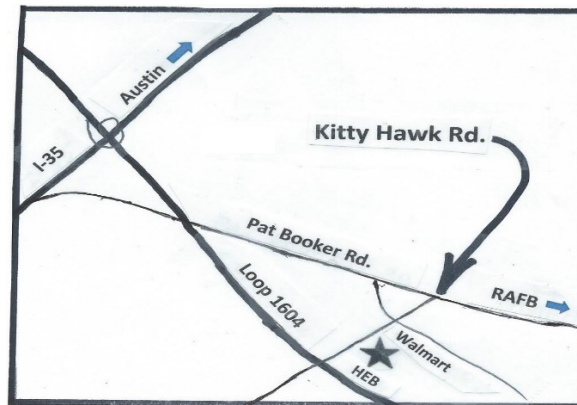 Austin
I-35
Kitty Hawk Rd.
Pat Booker Rd.
RAFB
Loop 1604
Walmart
HEB